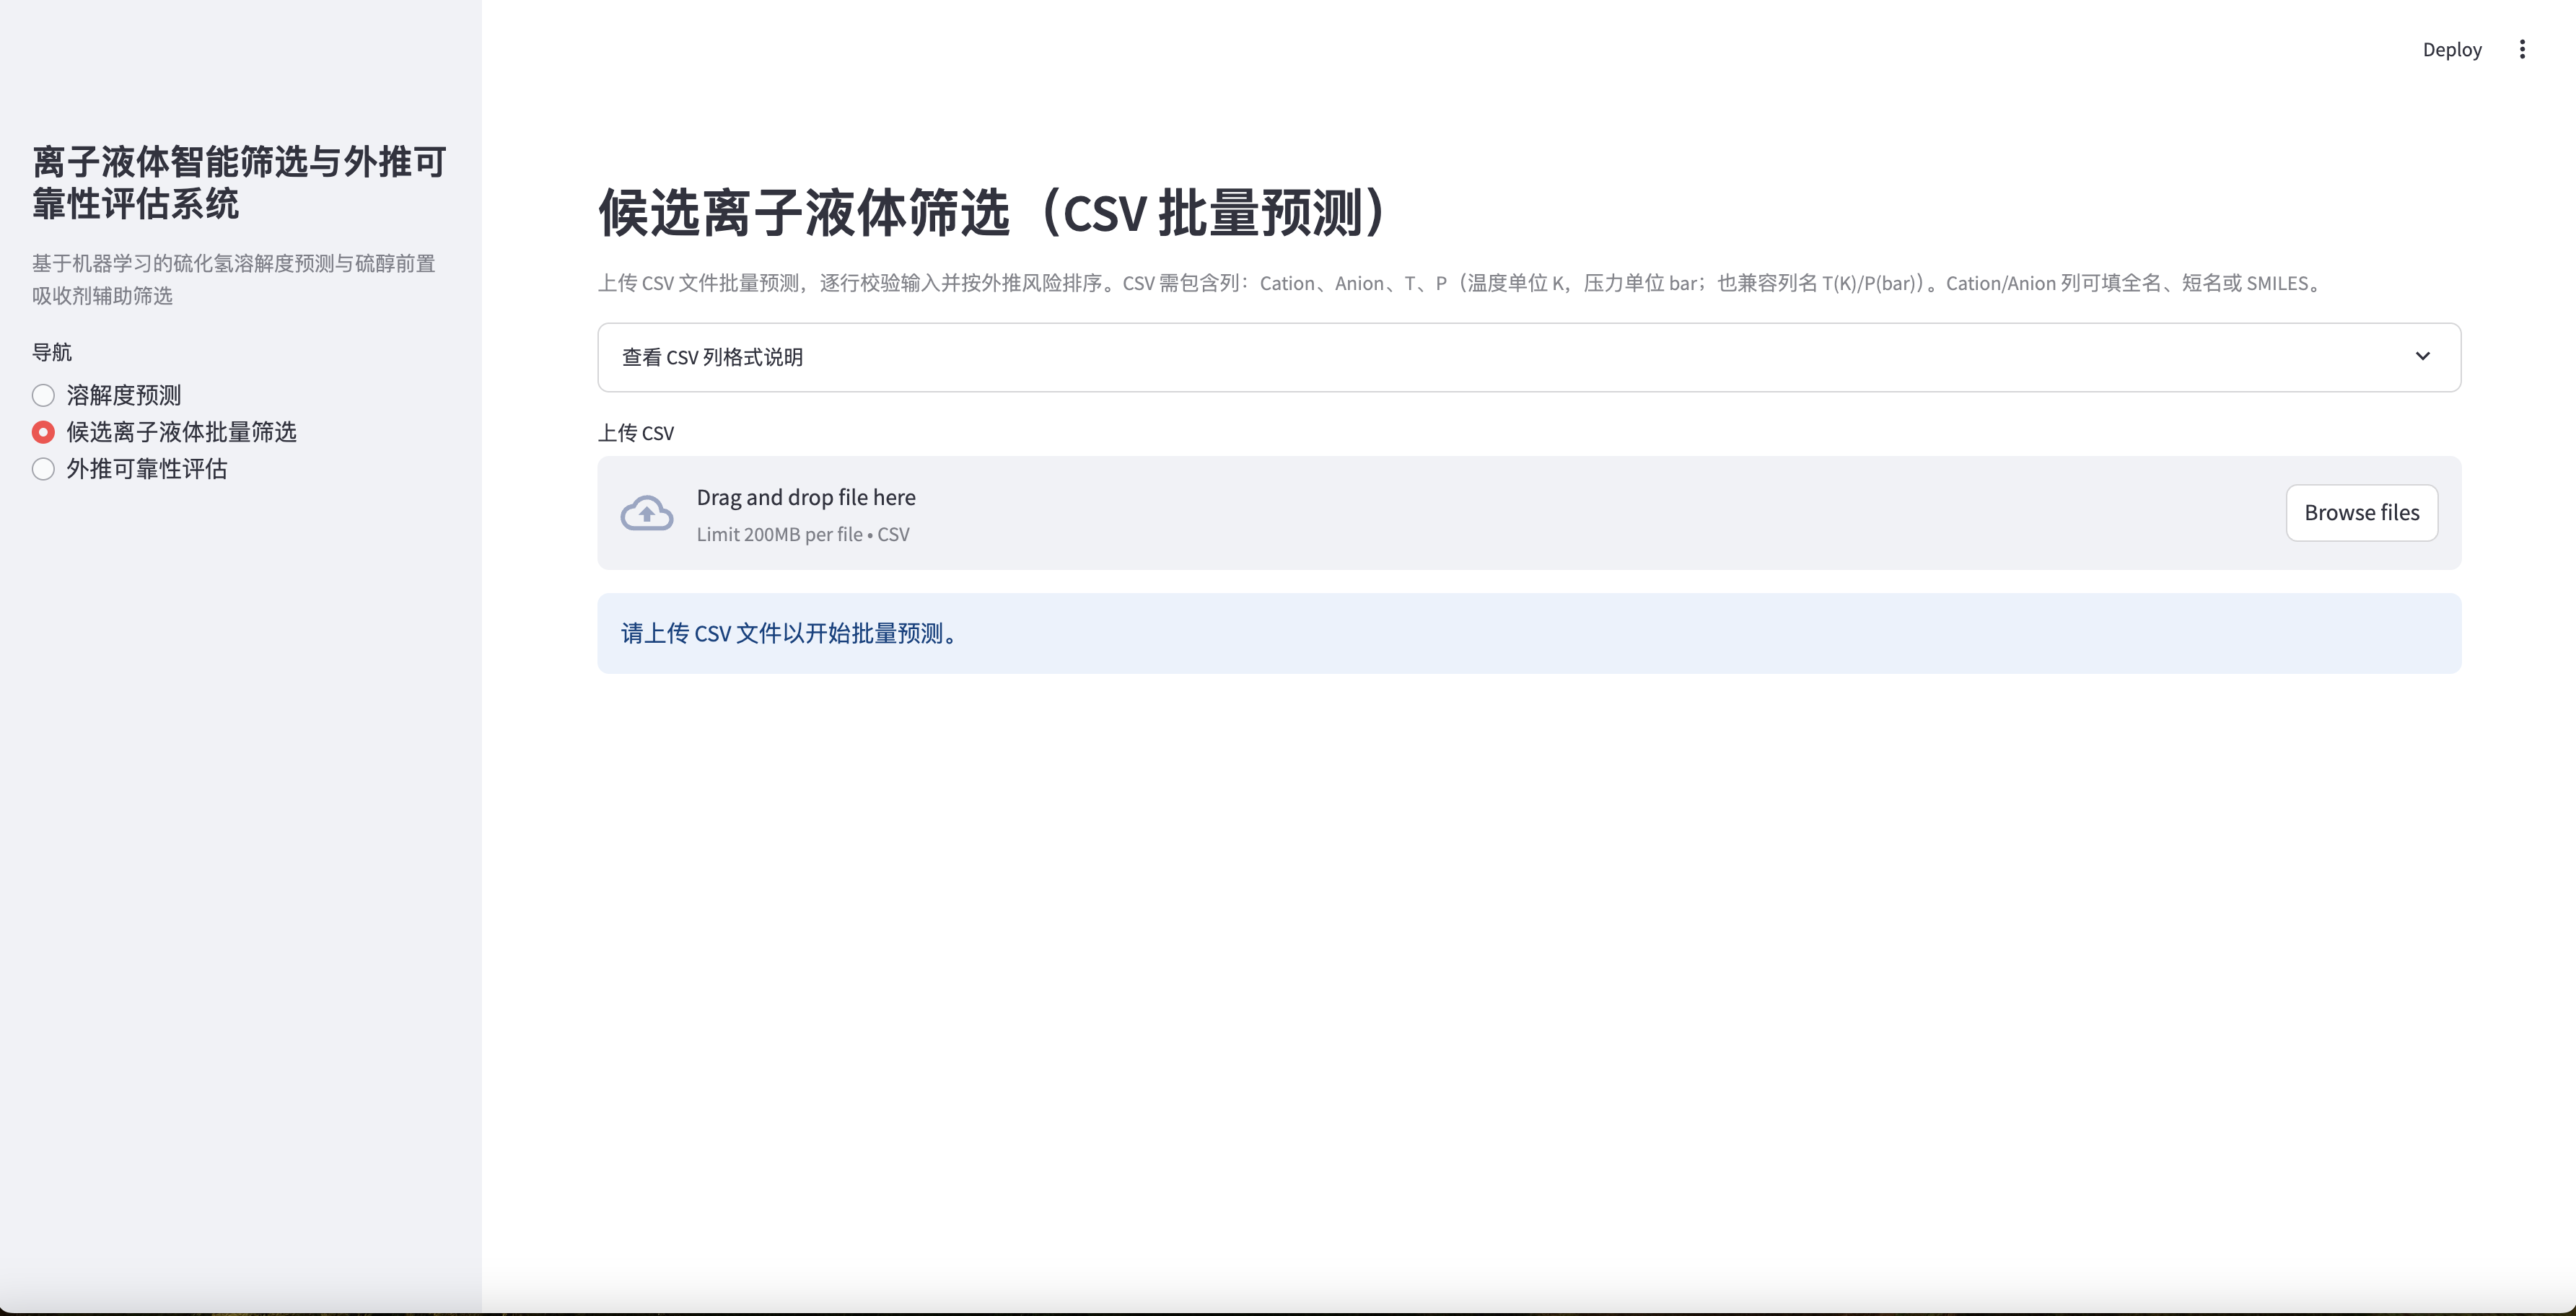 离子液体智能筛选与外推可
靠性评估系统
基于机器学习的硫化氢溶解度预测与硫醇前置
吸收剂辅助筛选
导航
溶解度预测
候选离子液体批量筛选
外推可靠性评估
Deploy
候选离子液体筛选（CSV 批量预测）
上传 CSV 文件批量预测，逐行校验输入并按外推风险排序。CSV 需包含列：Cation、Anion、T、P（温度单位 K，压力单位 bar；也兼容列名 T(K)/P(bar)）。Cation/Anion 列可填全名、短名或 SMILES。
查看 CSV 列格式说明
上传 CSV
Drag and drop file here
Limit 200MB per file • CSV
Browse files
请上传 CSV 文件以开始批量预测。